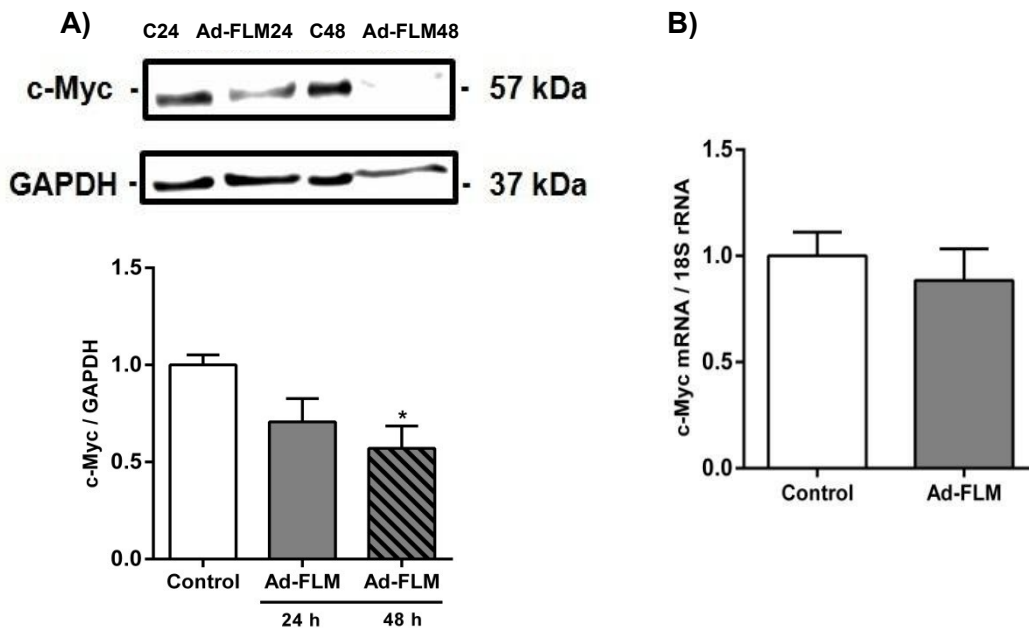 A)
C24 Ad-FLM24 C48 Ad-FLM48
c-Myc - - 57 kDa
GAPDH - - 37 kDa
c-Myc / GAPDH
1.5
1.0
0.5
0.0
*
Control Ad-FLM Ad-FLM
24 h 48 h
B)
c-Myc mRNA / 18S rRNA
1.5
1.0
0.5
0.0
Control Ad-FLM